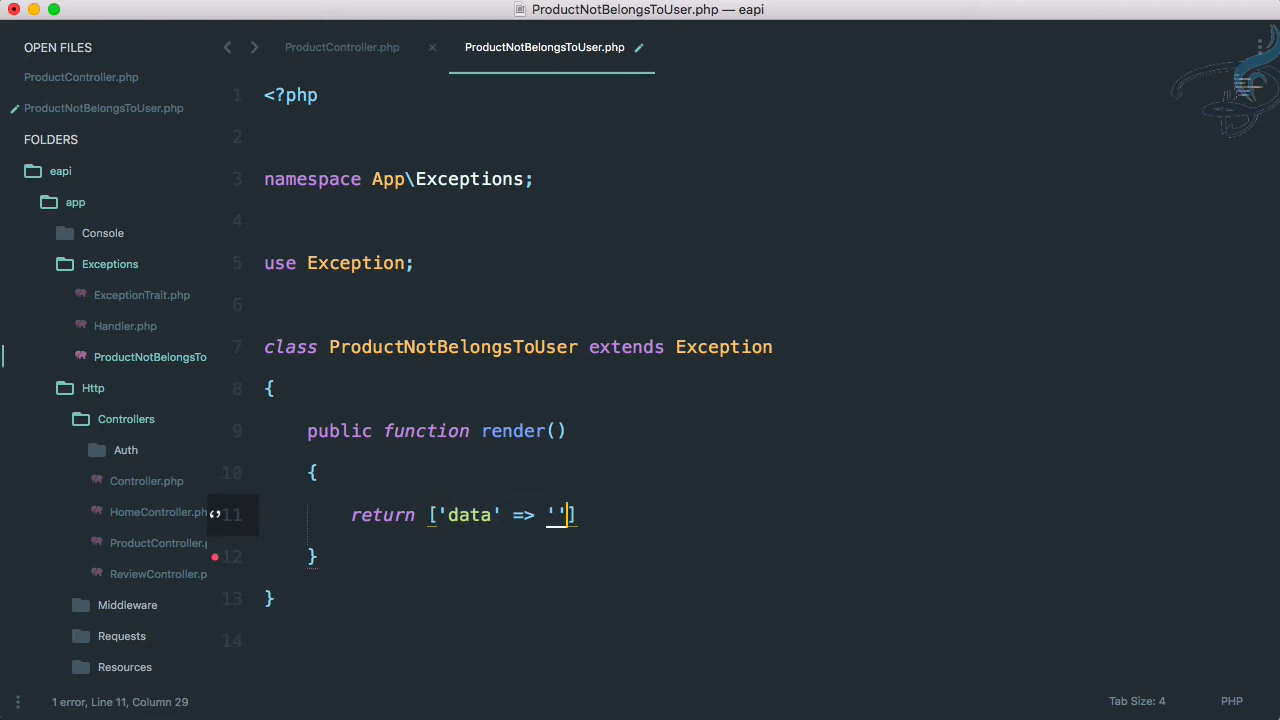 ProductNotBelongsToUser.php — eapi
OPEN FILES
ProductController.php
ProductNotBelongsToUser.php
FOLDERS
eapi
app
Console
Exceptions
ExceptionTrait.php
Handler.php
ProductNotBelongsTo
Http
Controllers
Auth
Controller.php
HomeController.ph
ProductController.
ReviewController.p
Middleware
Requests
Resources
ProductController.php
ProductNotBelongsToUser.php
1 <?php
2
3 namespace App\Exceptions;
4
5 use Exception;
6
7 class ProductNotBelongsToUser extends Exception
8 {
9 public function render()
10 {
11 return ['data' => '']
12 }
13 }
14
1 error, Line 11, Column 29
Tab Size: 4
PHP